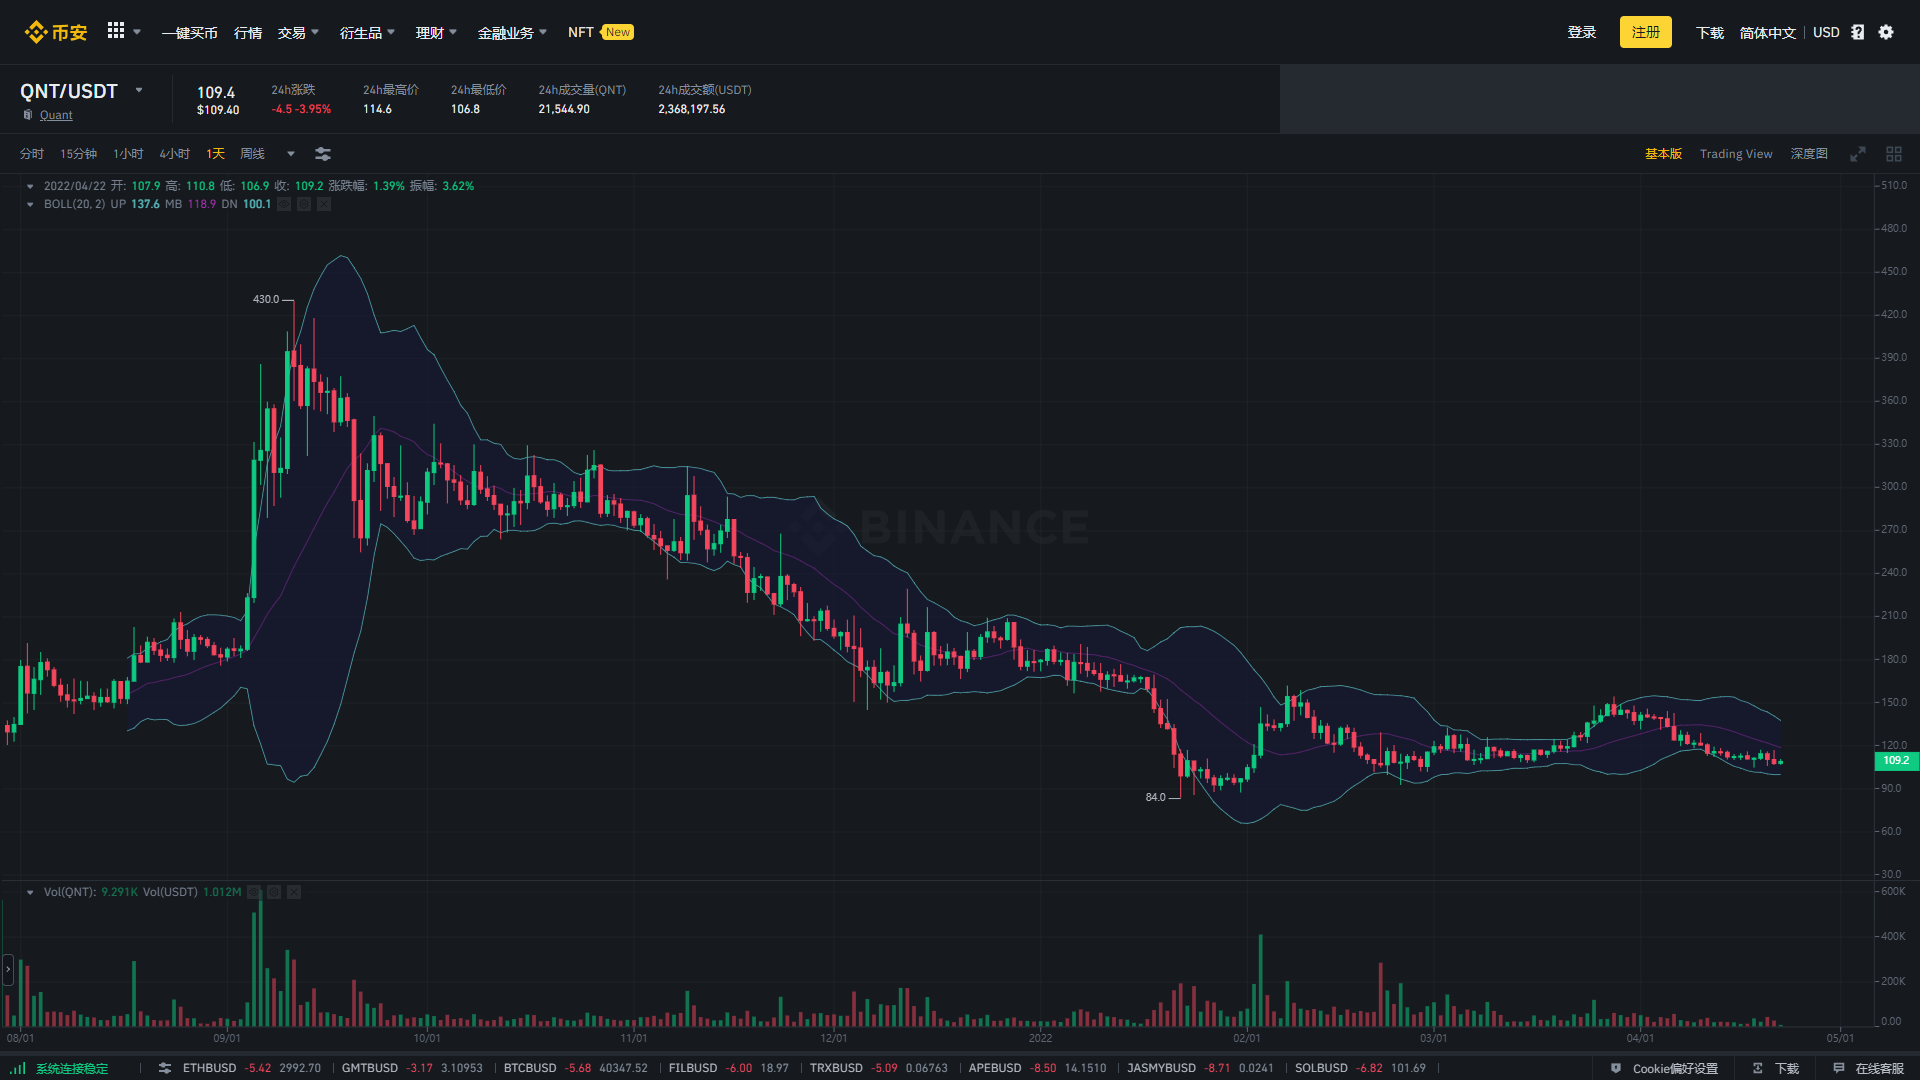 币安 一键买币 行情 交易 衍生品 理财 金融业务 NFT New 登录 注册 下载 简体中文 USD
QNT/USDT
Quant
109.4
$109.40
24h涨跌
-4.5 -3.95%
24h最高价
114.6
24h最低价
106.8
24h成交量(QNT)
21,544.90
24h成交额(USDT)
2,368,197.56
分时 15分钟 1小时 4小时 1天 周线 基本版 Trading View 深度图
2022/04/22 开: 107.9 高: 110.8 低: 106.9 收: 109.2 涨跌幅: 1.39% 振幅: 3.62%
BOLL(20, 2) UP 137.6 MB 118.9 DN 100.1
510.0
480.0
450.0
430.0
420.0
390.0
360.0
330.0
300.0
BINANCE
270.0
240.0
210.0
180.0
150.0
120.0
109.2
90.0
84.0
60.0
30.0
Vol(QNT): 9.291K Vol(USDT) 1.012M
600K
400K
200K
0.00
08/01 09/01 10/01 11/01 12/01 2022 02/01 03/01 04/01 05/01
系统连接稳定 ETHBUSD -5.42 2992.70 GMTBUSD -3.17 3.10953 BTCBUSD -5.68 40347.52 FILBUSD -6.00 18.97 TRXBUSD -5.09 0.06763 APEBUSD -8.50 14.1510 JASMYBUSD -8.71 0.0241 SOLBUSD -6.82 101.69 Cookie偏好设置 下载 在线客服